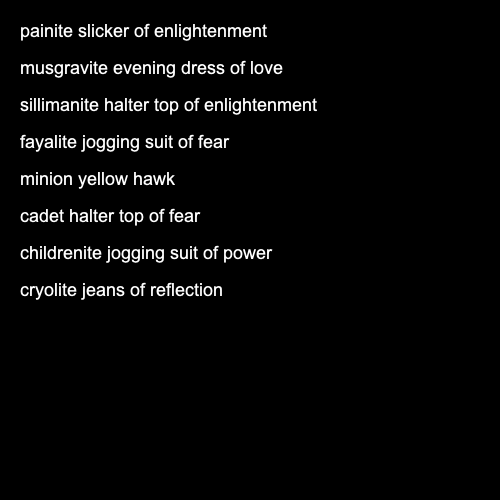 painite slicker of enlightenment
musgravite evening dress of love
sillimanite halter top of enlightenment
fayalite jogging suit of fear
minion yellow hawk
cadet halter top of fear
childrenite jogging suit of power
cryolite jeans of reflection